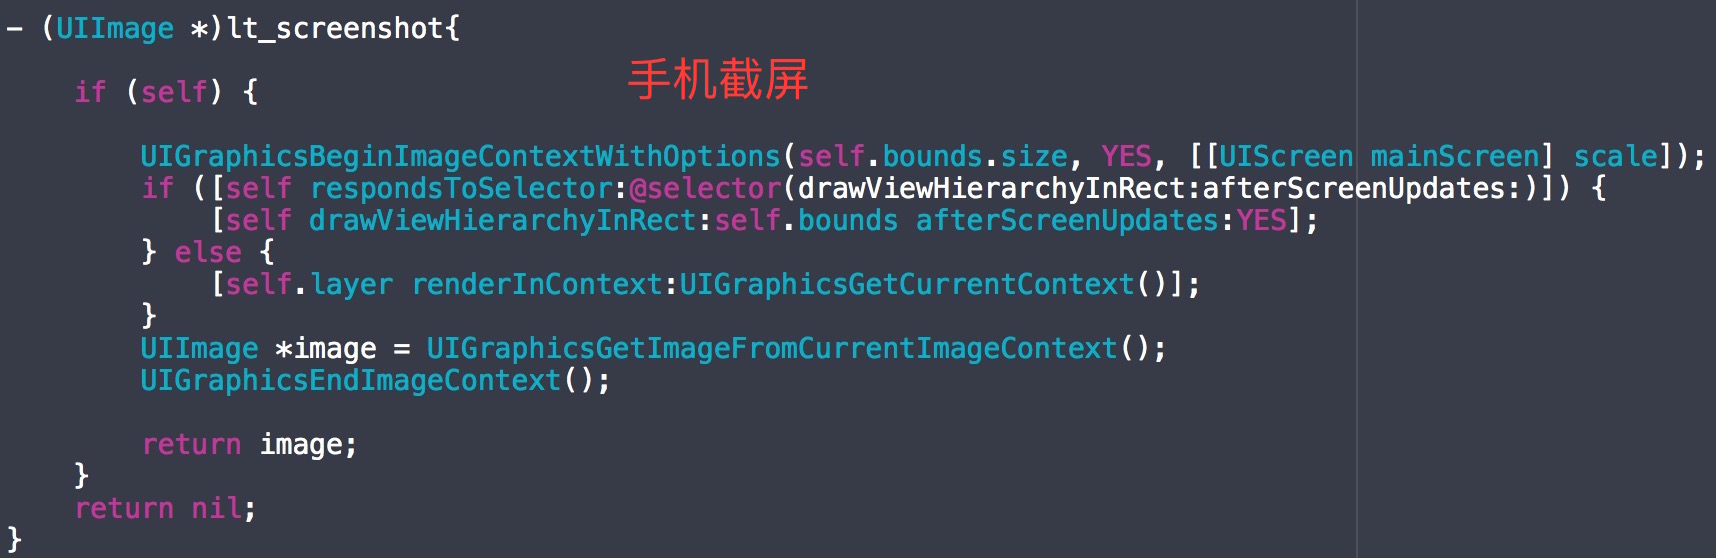 - (UIImage *)lt_screenshot{
手机截屏
if (self) {
UIGraphicsBeginImageContextWithOptions(self.bounds.size, YES, [[UIScreen mainScreen] scale]);
if ([self respondsToSelector:@selector(drawViewHierarchyInRect:afterScreenUpdates:)]) {
[self drawViewHierarchyInRect:self.bounds afterScreenUpdates:YES];
} else {
[self.layer renderInContext:UIGraphicsGetCurrentContext()];
}
UIImage *image = UIGraphicsGetImageFromCurrentImageContext();
UIGraphicsEndImageContext();
return image;
}
return nil;
}